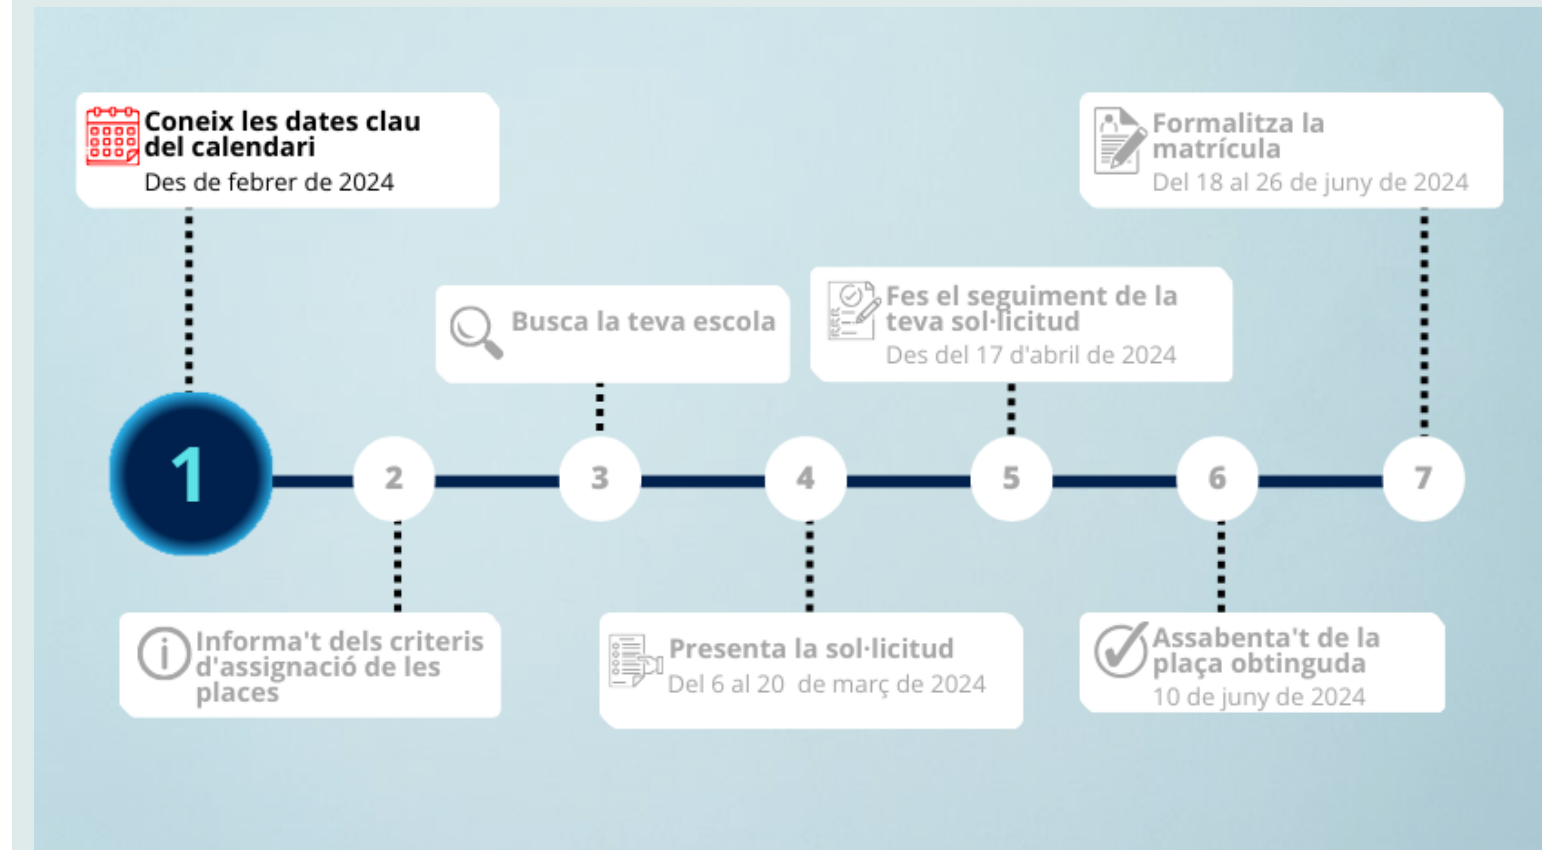 Coneix les dates clau
del calendari
Des de febrer de 2024
Formalitza la
matrícula
Del 18 al 26 de juny de 2024
Busca la teva escola
Fes el seguiment de la
teva sol·licitud
Des del 17 d'abril de 2024
1
2
3
4
5
6
7
Informa't dels criteris
d'assignació de les
places
Presenta la sol·licitud
Del 6 al 20  de març de 2024
Assabenta't de la
plaça obtinguda
10 de juny de 2024